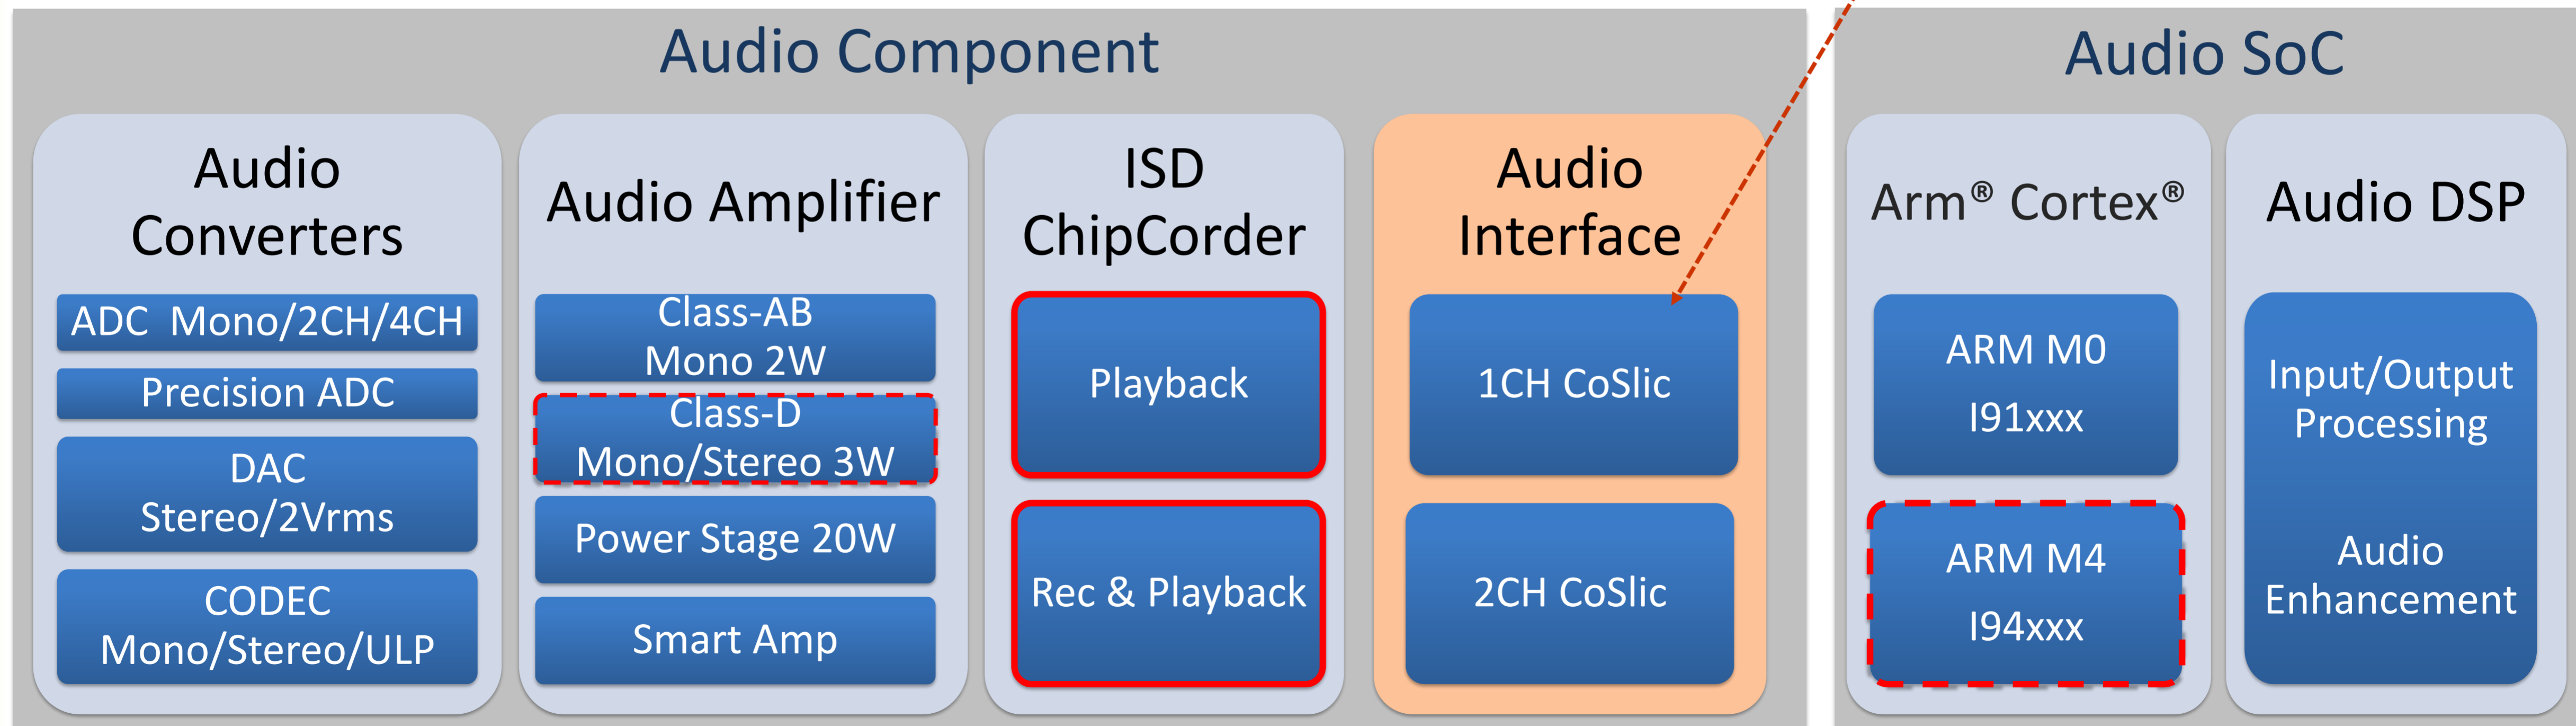 Audio Component
Audio
Converters
ADC Mono/2CH/4CH
Precision ADC
DAC
Stereo/2Vrms
CODEC
Mono/Stereo/ULP
Audio Amplifier
Class-AB
Mono 2W
Class-D
Mono/Stereo 3W
Power Stage 20W
Smart Amp
ISD
ChipCorder
Playback
Rec & Playback
Audio
Interface
1CH CoSlic
2CH CoSlic
Audio SoC
Arm® Cortex®
ARM M0
I91xxx
ARM M4
I94xxx
Audio DSP
Input/Output
Processing
Audio
Enhancement